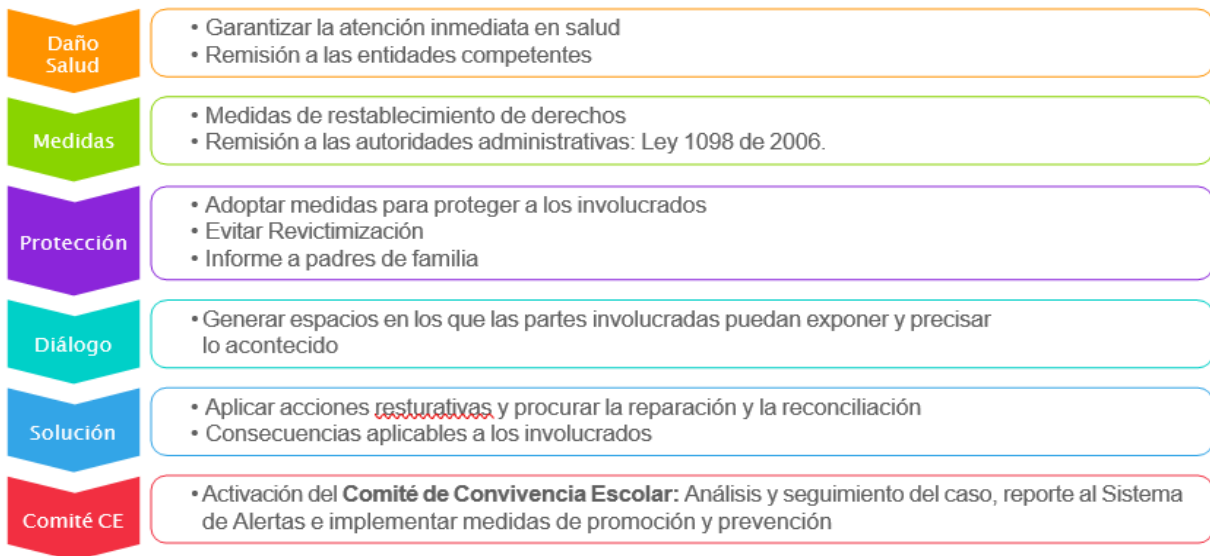 Daño
Salud
• Garantizar la atención inmediata en salud
• Remisión a las entidades competentes
Medidas
• Medidas de restablecimiento de derechos
• Remisión a las autoridades administrativas: Ley 1098 de 2006.
Protección
• Adoptar medidas para proteger a los involucrados
• Evitar Revictimización
• Informe a padres de familia
Diálogo
• Generar espacios en los que las partes involucradas puedan exponer y precisar
lo acontecido
Solución
• Aplicar acciones resturativas y procurar la reparación y la reconciliación
• Consecuencias aplicables a los involucrados
Comité CE
• Activación del Comité de Convivencia Escolar: Análisis y seguimiento del caso, reporte al Sistema
de Alertas e implementar medidas de promoción y prevención